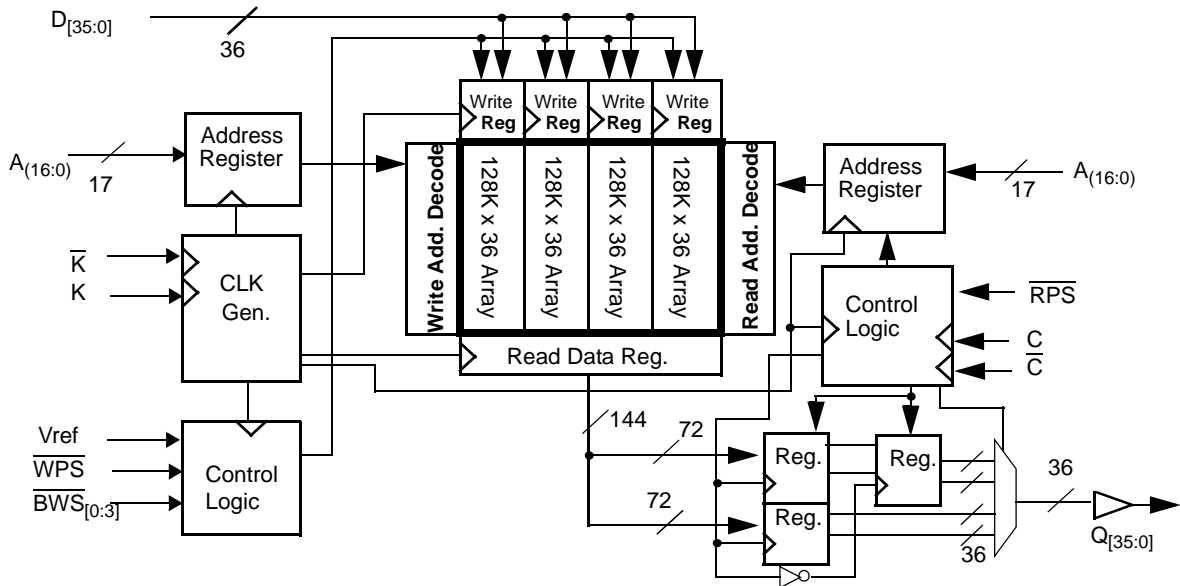 D[35:0]
36
Write Reg
Write Reg
Write Reg
Write Reg
A(16:0)
17
Address
Register
Write Add. Decode
128K x 36 Array
128K x 36 Array
128K x 36 Array
128K x 36 Array
Read Add. Decode
Address
Register
17
A(16:0)
K̅
K
CLK
Gen.
Read Data Reg.
Control
Logic
R̅P̅S̅
C
C̅
Vref
W̅P̅S̅
B̅W̅S̅[0:3]
Control
Logic
144
72
72
Reg.
Reg.
Reg.
36
36
Q[35:0]